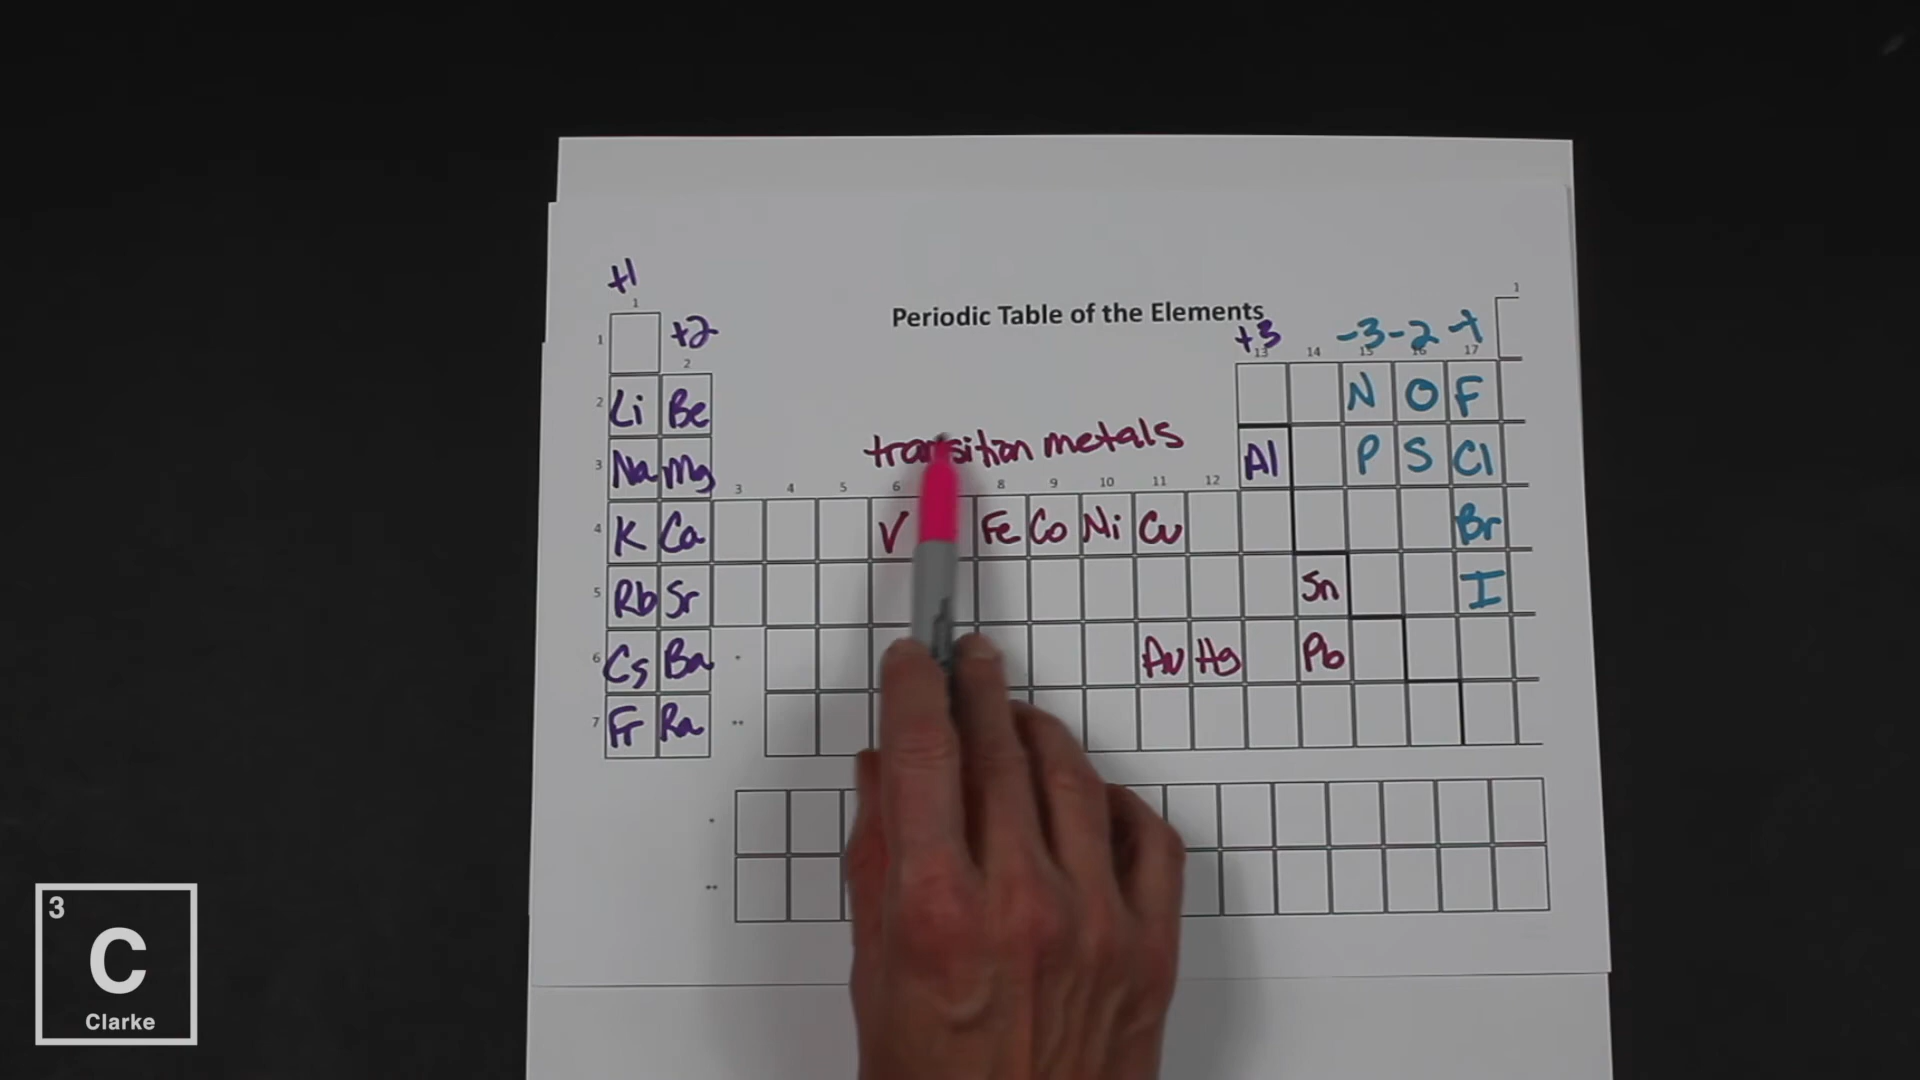 +1
1
Periodic Table of the Elements
1
+2
+3 -3 -2 -1
1 2 13 14 15 16 17
2 Li Be N O F
transition metals
3 Na Mg Al P S Cl
3 4 5 6 8 9 10 11 12
4 K Ca V Fe Co Ni Cu Br
5 Rb Sr Sn I
6 Cs Ba * Au Hg Pb
7 Fr Ra **
*
**
3
C
Clarke